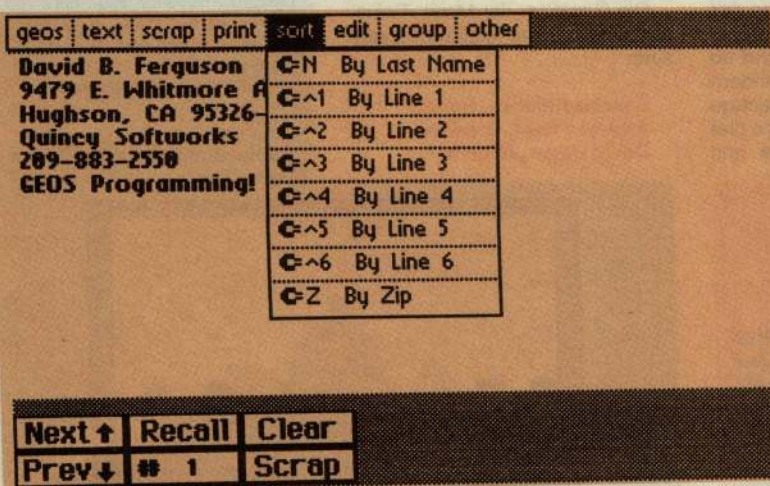 geos text scrap print sort edit group other
David B. Ferguson
9479 E. Whitmore A
Hughson, CA 95326-
Quincy Softworks
209-883-2550
GEOS Programming!
C=N By Last Name
C=^1 By Line 1
C=^2 By Line 2
C=^3 By Line 3
C=^4 By Line 4
C=^5 By Line 5
C=^6 By Line 6
C=Z By Zip
Next ↑ Recall Clear
Prev ↓ # 1 Scrap